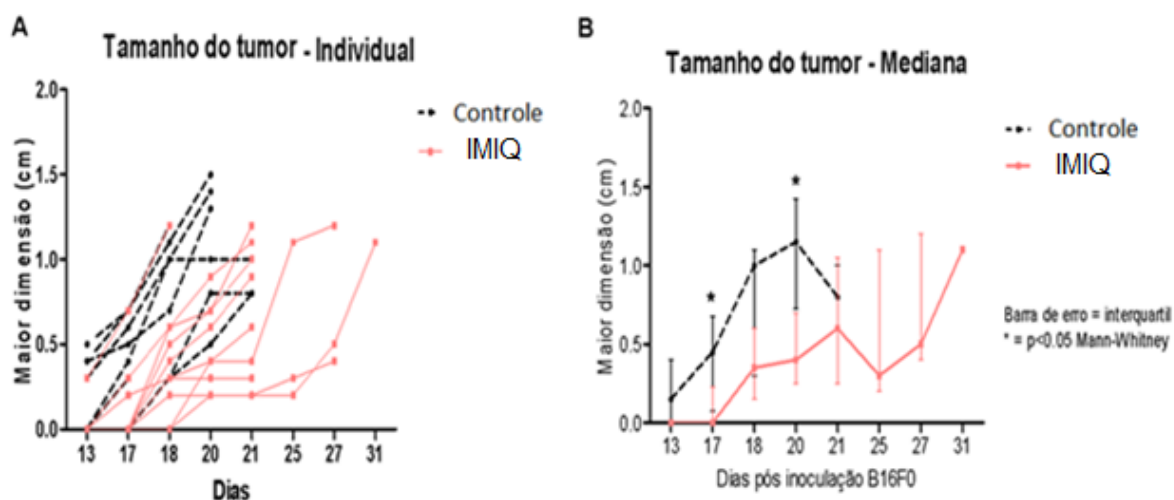 A
Tamanho do tumor - Individual
Maior dimensão (cm)
2.0
1.5
1.0
0.5
0.0
13 17 18 20 21 25 27 31
Dias
Controle
IMIQ
B
Tamanho do tumor - Mediana
Maior dimensão (cm)
2.0
1.5
1.0
0.5
0.0
*
*
13 17 18 20 21 25 27 31
Dias pós inoculação B16F0
Controle
IMIQ
Barra de erro = interquartil
* = p<0.05 Mann-Whitney